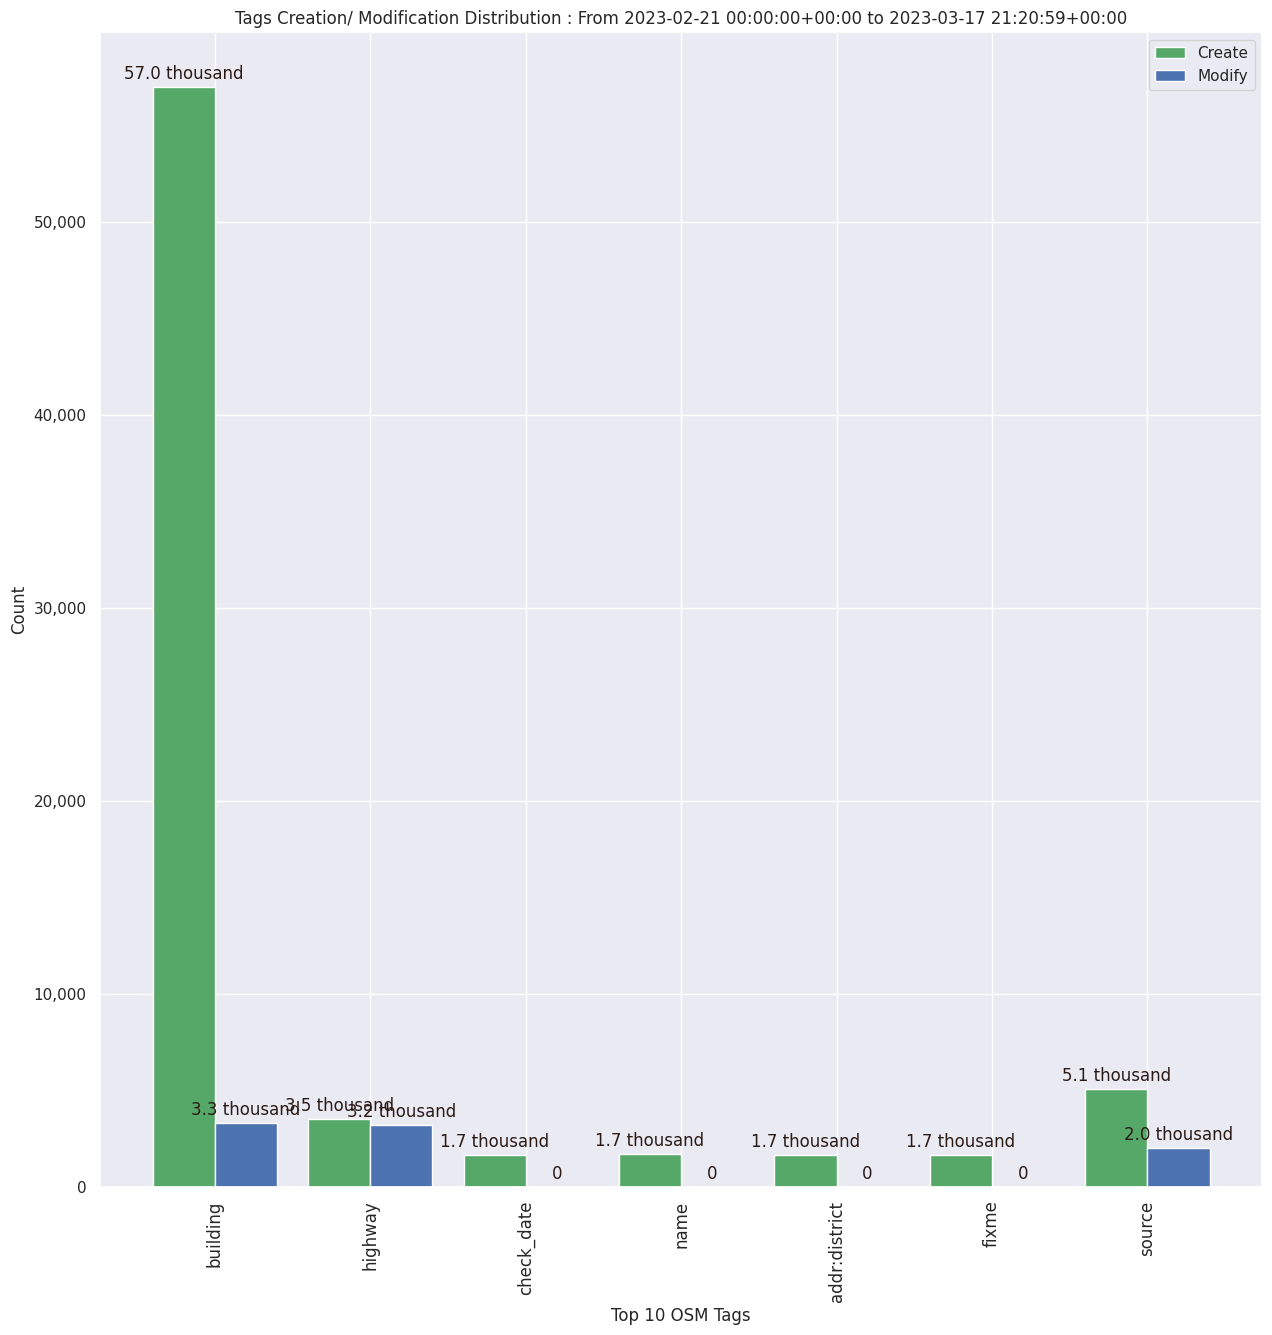 Tags Creation/ Modification Distribution : From 2023-02-21 00:00:00+00:00 to 2023-03-17 21:20:59+00:00
Create
Modify
57.0 thousand
3.3 thousand
3.5 thousand
3.2 thousand
1.7 thousand
0
1.7 thousand
0
1.7 thousand
0
1.7 thousand
0
5.1 thousand
2.0 thousand
50,000
40,000
30,000
20,000
10,000
0
Count
building
highway
check_date
name
addr:district
fixme
source
Top 10 OSM Tags